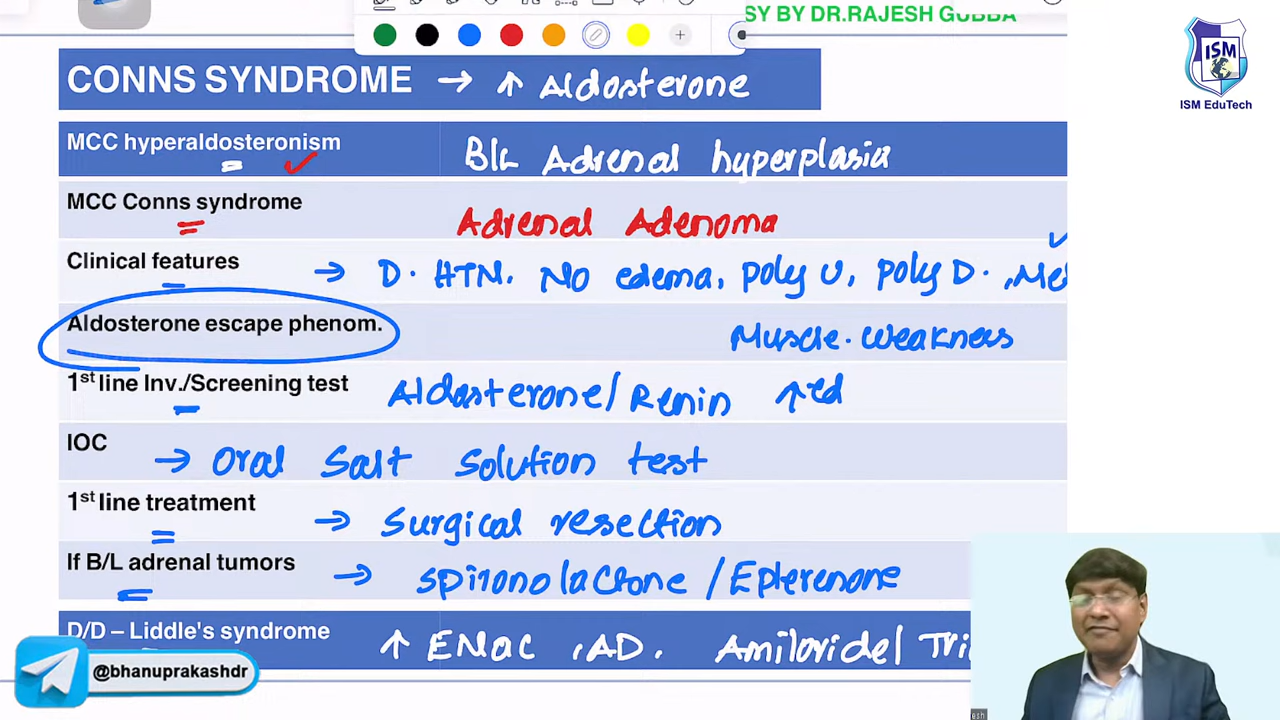 SY BY DR.RAJESH GUBBA
ISM
ISM EduTech
CONNS SYNDROME → ↑ Aldosterone
MCC hyperaldosteronism B/L Adrenal hyperplasia
MCC Conns syndrome Adrenal Adenoma
Clinical features → D. HTN. No edema, Poly U, Poly D.
Aldosterone escape phenom. Muscle. weakness
1st line Inv./Screening test Aldosterone/Renin ↑ed
IOC → Oral Salt Solution test
1st line treatment → Surgical resection
If B/L adrenal tumors → Spironolactone / Eplerenone
D/D – Liddle's syndrome ↑ ENaC , AD. Amiloride/ Tri
@bhanuprakashdr